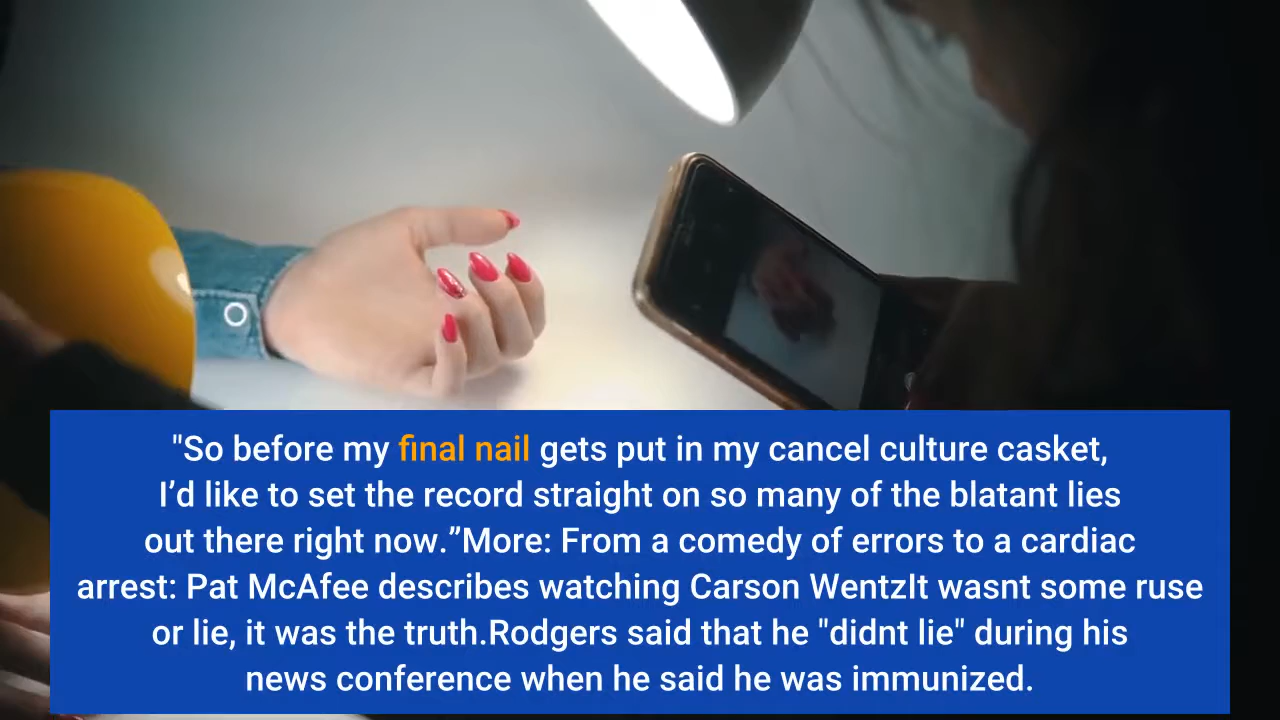 "So before my final nail gets put in my cancel culture casket,
I’d like to set the record straight on so many of the blatant lies
out there right now.”More: From a comedy of errors to a cardiac
arrest: Pat McAfee describes watching Carson WentzIt wasnt some ruse
or lie, it was the truth.Rodgers said that he "didnt lie" during his
news conference when he said he was immunized.